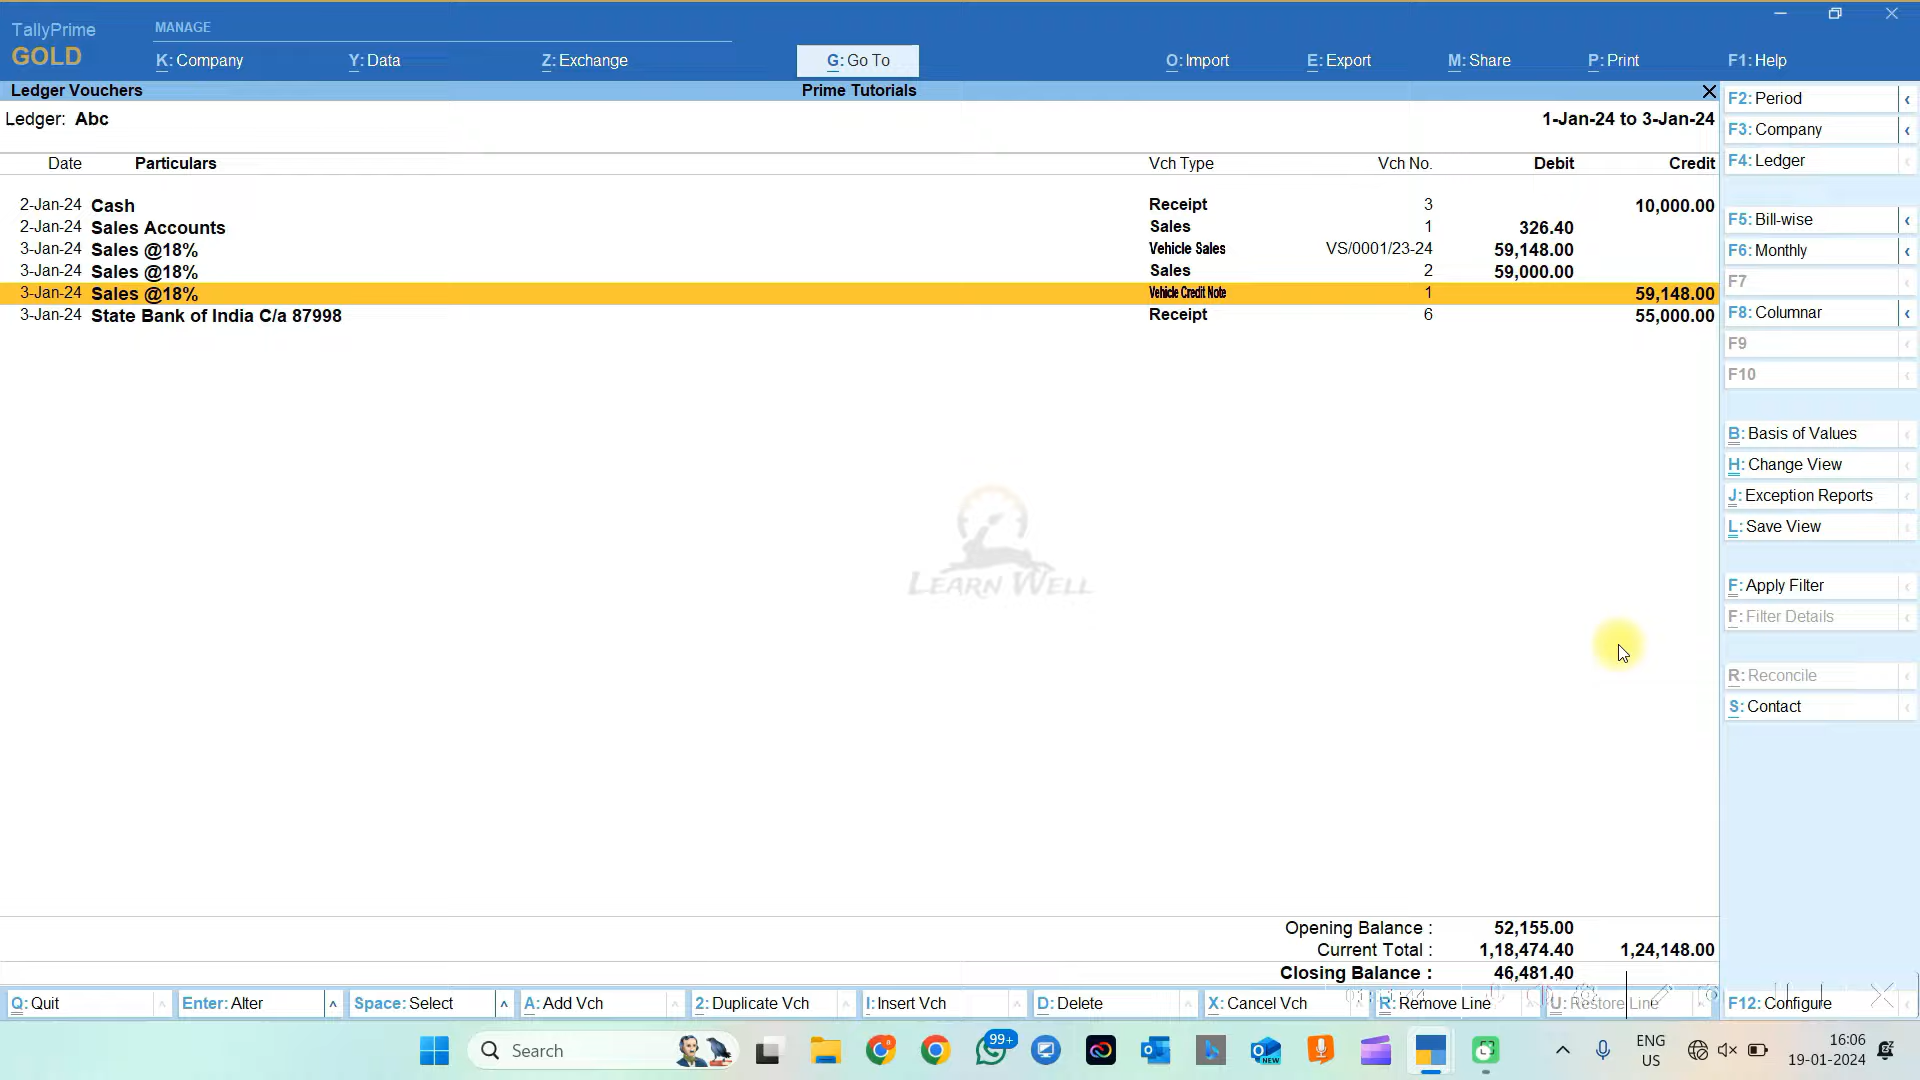 TallyPrime
GOLD
MANAGE
K: Company
Y: Data
Z: Exchange
G: Go To
O: Import
E: Export
M: Share
P: Print
F1: Help
Ledger Vouchers
Prime Tutorials
Ledger: Abc
1-Jan-24 to 3-Jan-24
Date Particulars Vch Type Vch No. Debit Credit
2-Jan-24 Cash Receipt 3 10,000.00
2-Jan-24 Sales Accounts Sales 1 326.40
3-Jan-24 Sales @18% Vehicle Sales VS/0001/23-24 59,148.00
3-Jan-24 Sales @18% Sales 2 59,000.00
3-Jan-24 Sales @18% Vehicle Credit Note 1 59,148.00
3-Jan-24 State Bank of India C/a 87998 Receipt 6 55,000.00
LEARN WELL
Opening Balance : 52,155.00
Current Total : 1,18,474.40 1,24,148.00
Closing Balance : 46,481.40
F2: Period
F3: Company
F4: Ledger
F5: Bill-wise
F6: Monthly
F7
F8: Columnar
F9
F10
B: Basis of Values
H: Change View
J: Exception Reports
L: Save View
F: Apply Filter
F: Filter Details
R: Reconcile
S: Contact
Q: Quit
Enter: Alter
Space: Select
A: Add Vch
2: Duplicate Vch
I: Insert Vch
D: Delete
X: Cancel Vch
R: Remove Line
U: Restore Line
F12: Configure
Search
99+
ENG
US
16:06
19-01-2024